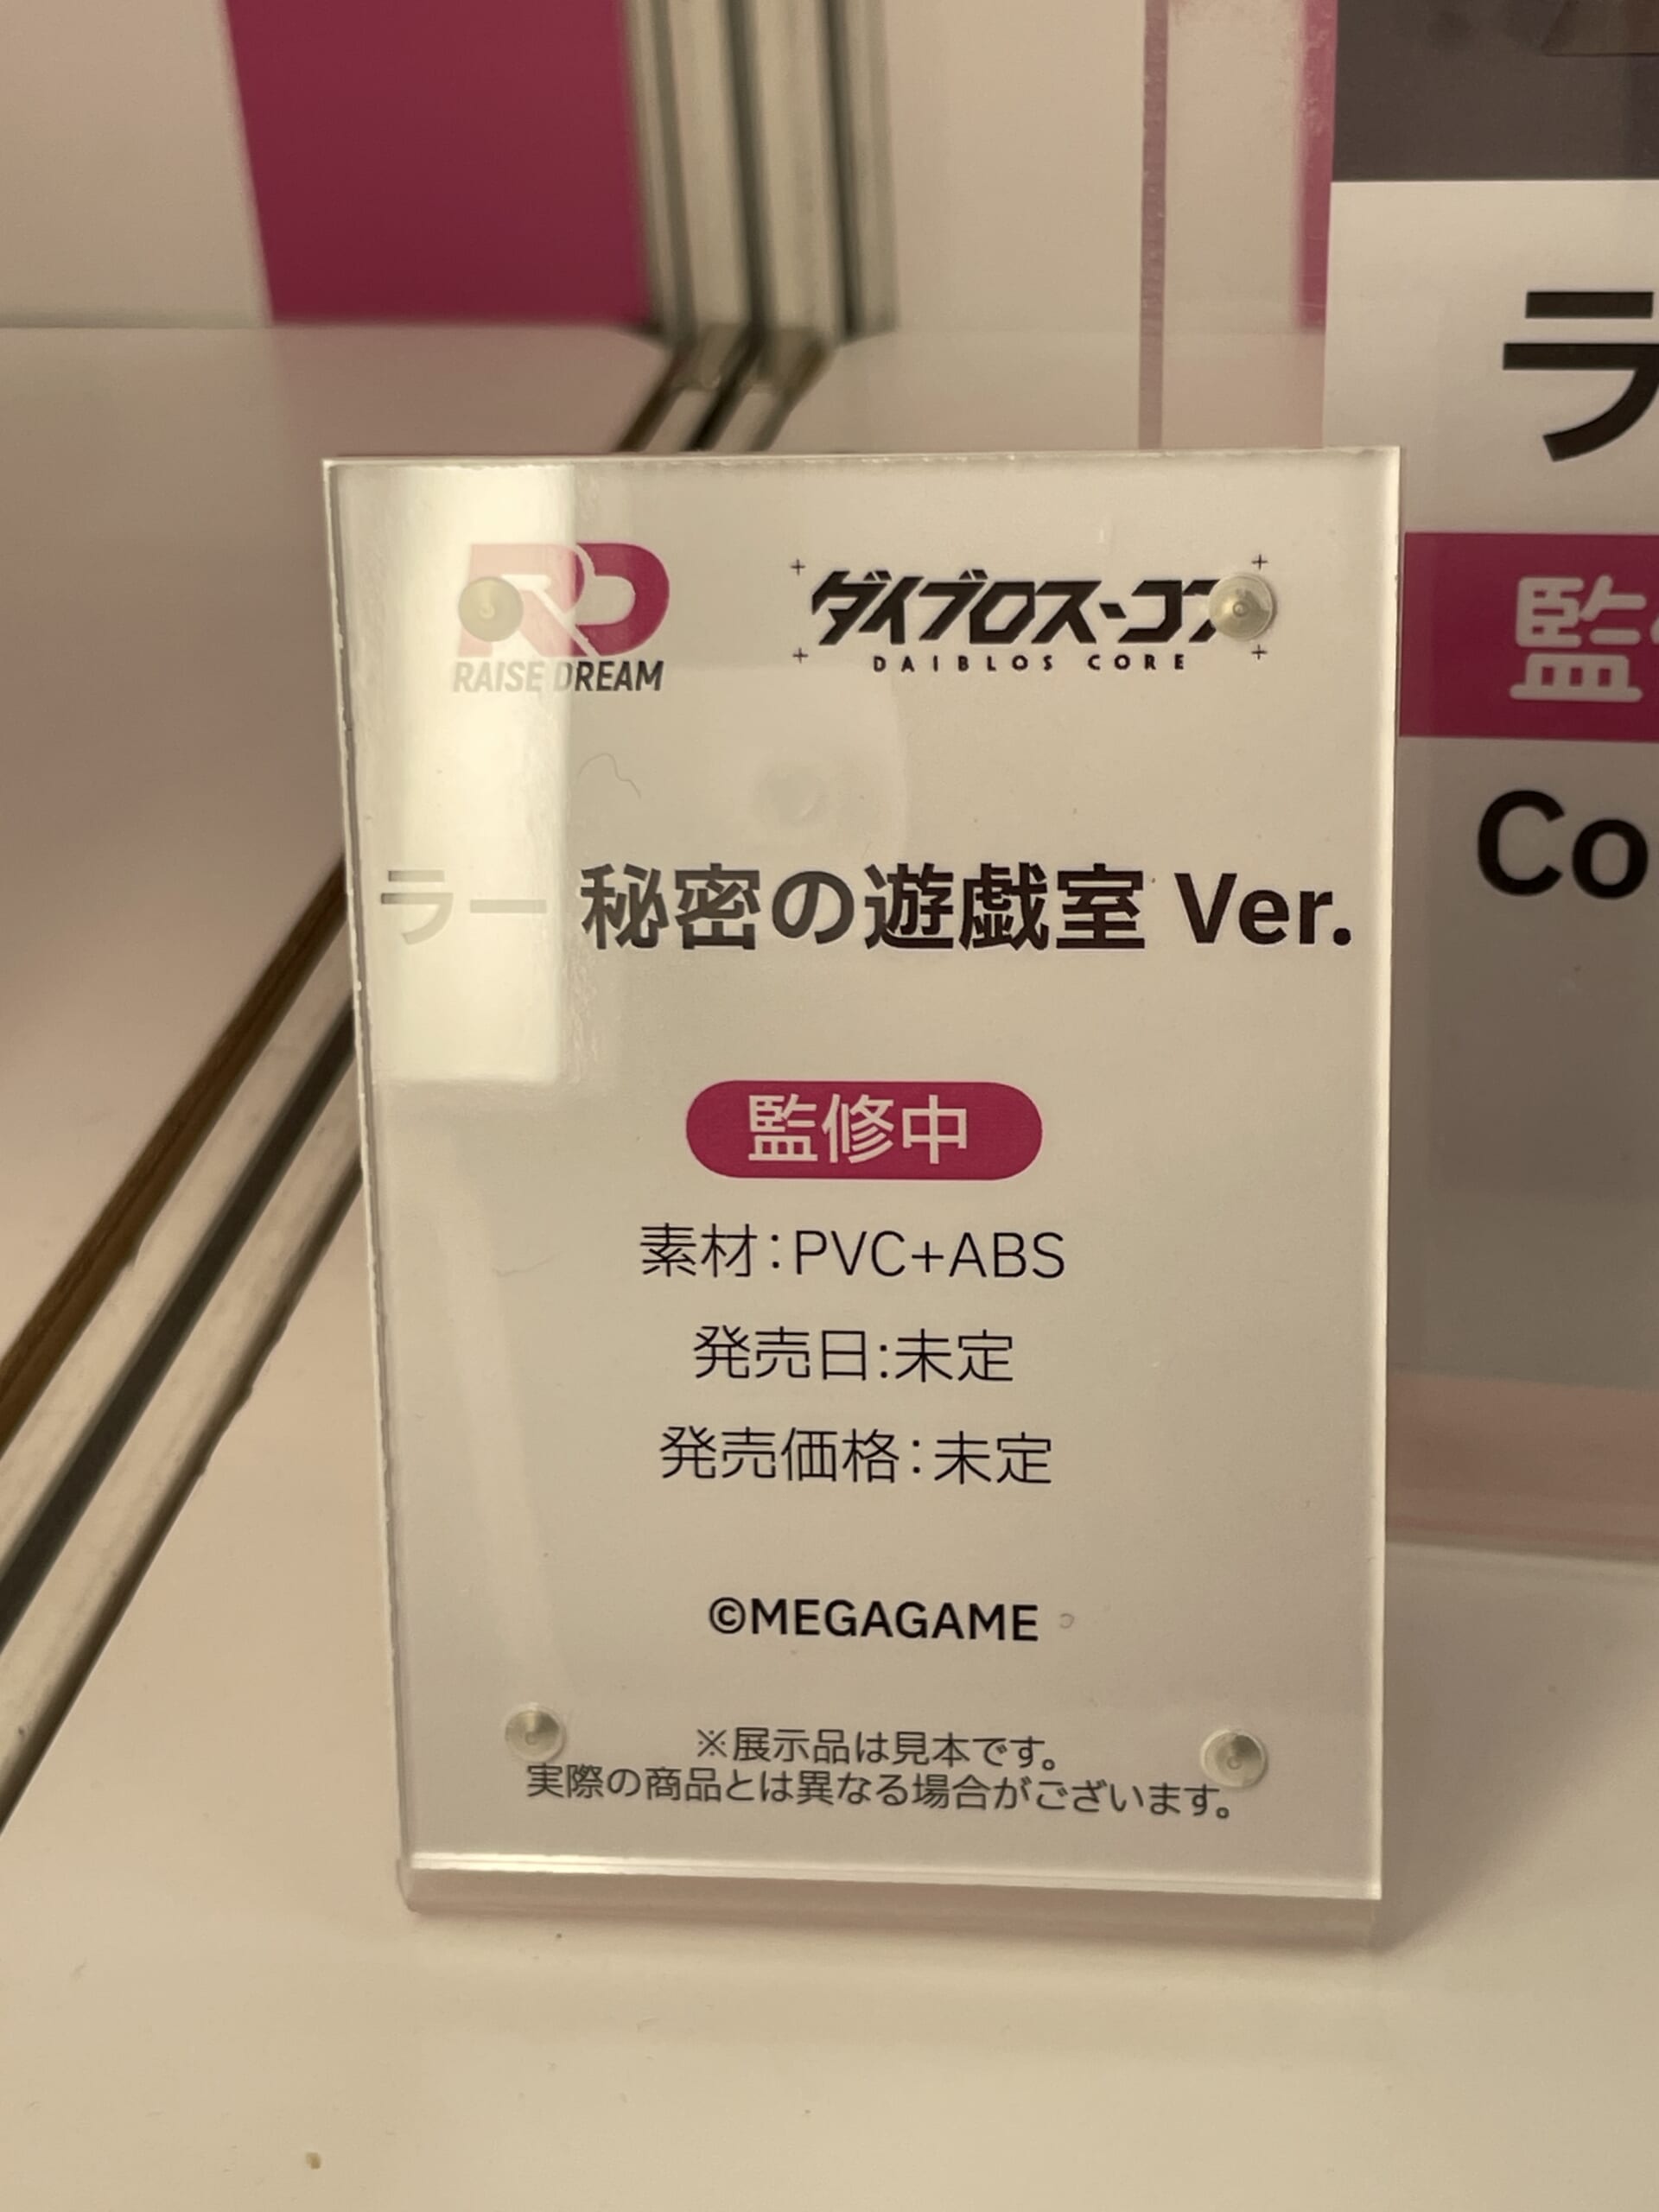 RD
RAISE DREAM
ダイブロス・コア
DAIBLOS CORE
ラー 秘密の遊戯室 Ver.
監修中
素材：PVC+ABS
発売日:未定
発売価格：未定
©MEGAGAME
※展示品は見本です。
実際の商品とは異なる場合がございます。
ラ
監
Co